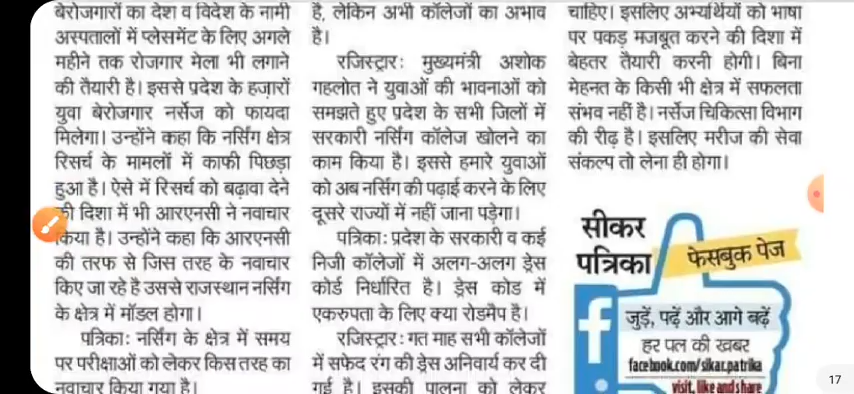 बेरोजगारों का देश व विदेश के नामी
अस्पतालों में प्लेसमेंट के लिए अगले
महीने तक रोजगार मेला भी लगाने
की तैयारी है। इससे प्रदेश के हजारों
युवा बेरोजगार नर्सेज को फायदा
मिलेगा। उन्होंने कहा कि नर्सिंग क्षेत्र
रिसर्च के मामलों में काफी पिछड़ा
हुआ है। ऐसे में रिसर्च को बढ़ावा देने
की दिशा में भी आरएनसी ने नवाचार
किया है। उन्होंने कहा कि आरएनसी
की तरफ से जिस तरह के नवाचार
किए जा रहे है उससे राजस्थान नर्सिंग
के क्षेत्र में मॉडल होगा।
पत्रिका: नर्सिंग के क्षेत्र में समय
पर परीक्षाओं को लेकर किस तरह का
नवाचार किया गया है।
है, लेकिन अभी कॉलेजों का अभाव
है।
रजिस्ट्रार: मुख्यमंत्री अशोक
गहलोत ने युवाओं की भावनाओं को
समझते हुए प्रदेश के सभी जिलों में
सरकारी नर्सिंग कॉलेज खोलने का
काम किया है। इससे हमारे युवाओं
को अब नर्सिंग की पढ़ाई करने के लिए
दूसरे राज्यों में नहीं जाना पड़ेगा।
पत्रिका: प्रदेश के सरकारी व कई
निजी कॉलेजों में अलग-अलग ड्रेस
कोर्ड निर्धारित है। ड्रेस कोड में
एकरुपता के लिए क्या रोडमैप है।
रजिस्ट्रार: गत माह सभी कॉलेजों
में सफेद रंग की ड्रेस अनिवार्य कर दी
गई है। इसकी पालना को लेकर
चाहिए। इसलिए अभ्यर्थियों को भाषा
पर पकड़ मजबूत करने की दिशा में
बेहतर तैयारी करनी होगी। बिना
मेहनत के किसी भी क्षेत्र में सफलता
संभव नहीं है। नर्सेज चिकित्सा विभाग
की रीढ़ है। इसलिए मरीज की सेवा
संकल्प तो लेना ही होगा।
सीकर
पत्रिका
फेसबुक पेज
जुड़ें, पढ़ें और आगे बढ़ें
हर पल की खबर
facebook.com/sikar.patrika
visit, like and share
17